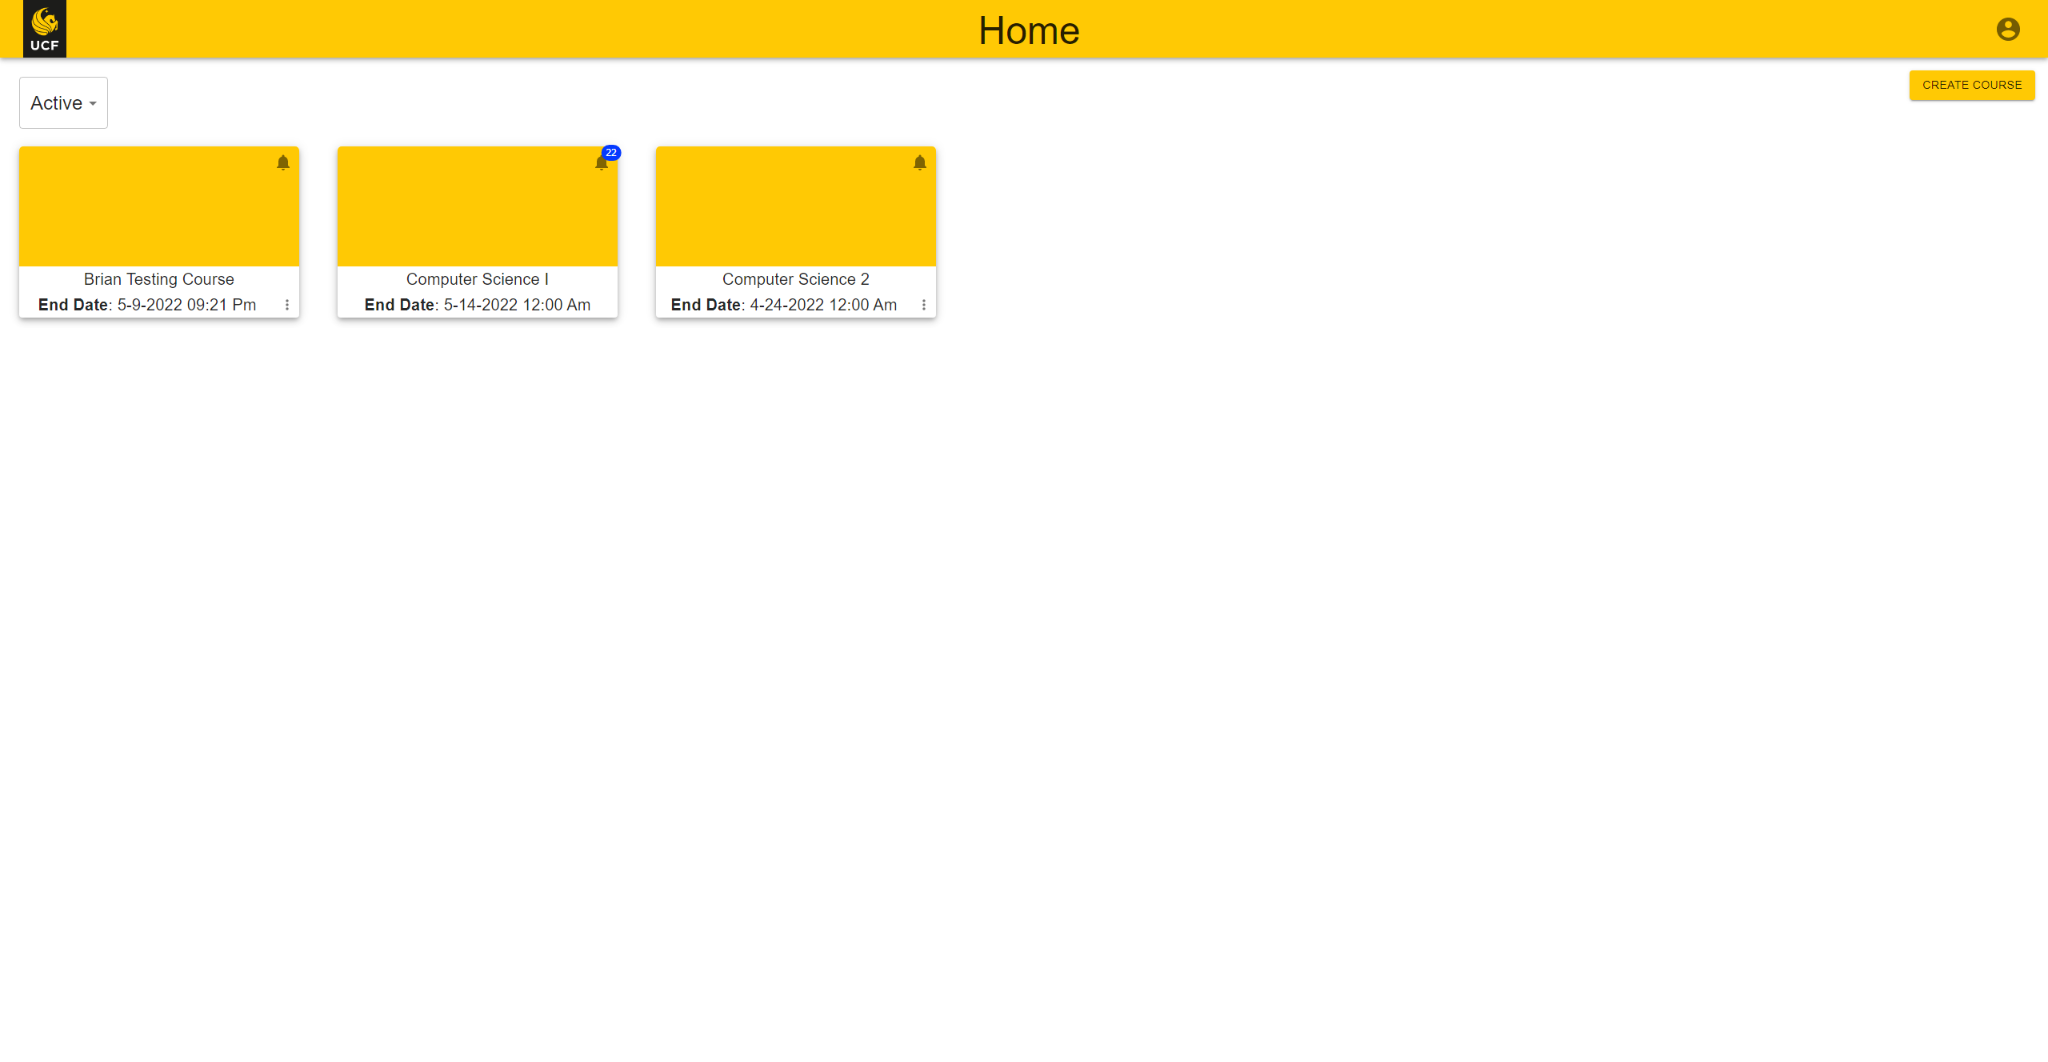 UCF
Home
Active
CREATE COURSE
22
Brian Testing Course
End Date: 5-9-2022 09:21 Pm
Computer Science I
End Date: 5-14-2022 12:00 Am
Computer Science 2
End Date: 4-24-2022 12:00 Am